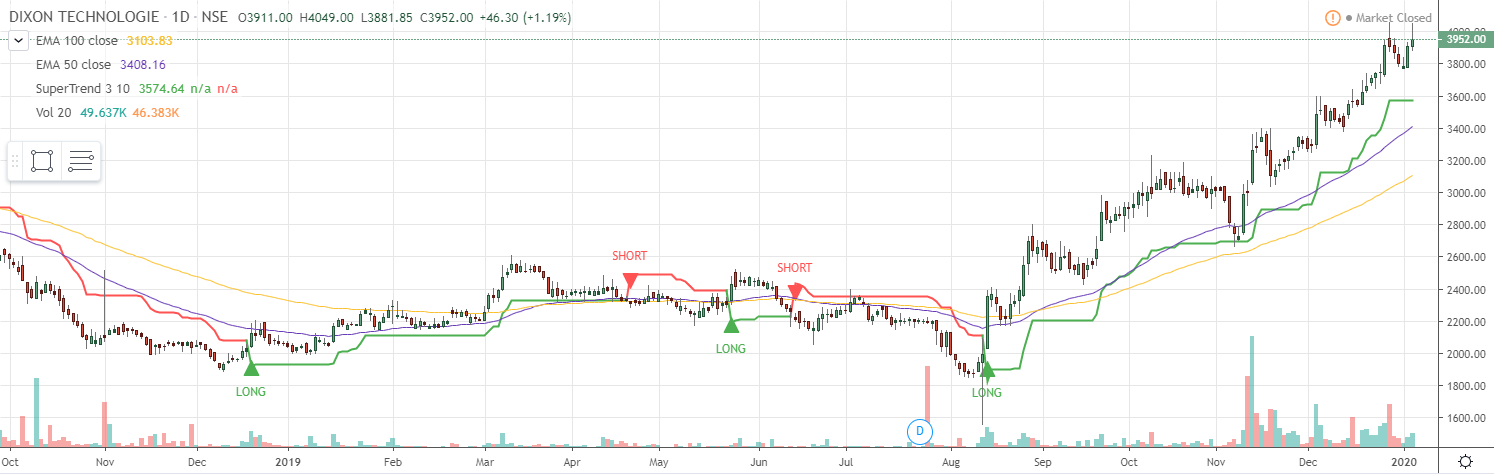 DIXON TECHNOLOGIE · 1D · NSE O3911.00 H4049.00 L3881.85 C3952.00 +46.30 (+1.19%)
Market Closed
EMA 100 close 3103.83
EMA 50 close 3408.16
SuperTrend 3 10 3574.64 n/a n/a
Vol 20 49.637K 46.383K
4000.00
3952.00
3800.00
3600.00
3400.00
3200.00
3000.00
2800.00
2600.00
2400.00
2200.00
2000.00
1800.00
1600.00
SHORT
SHORT
LONG
LONG
LONG
D
Oct Nov Dec 2019 Feb Mar Apr May Jun Jul Aug Sep Oct Nov Dec 2020